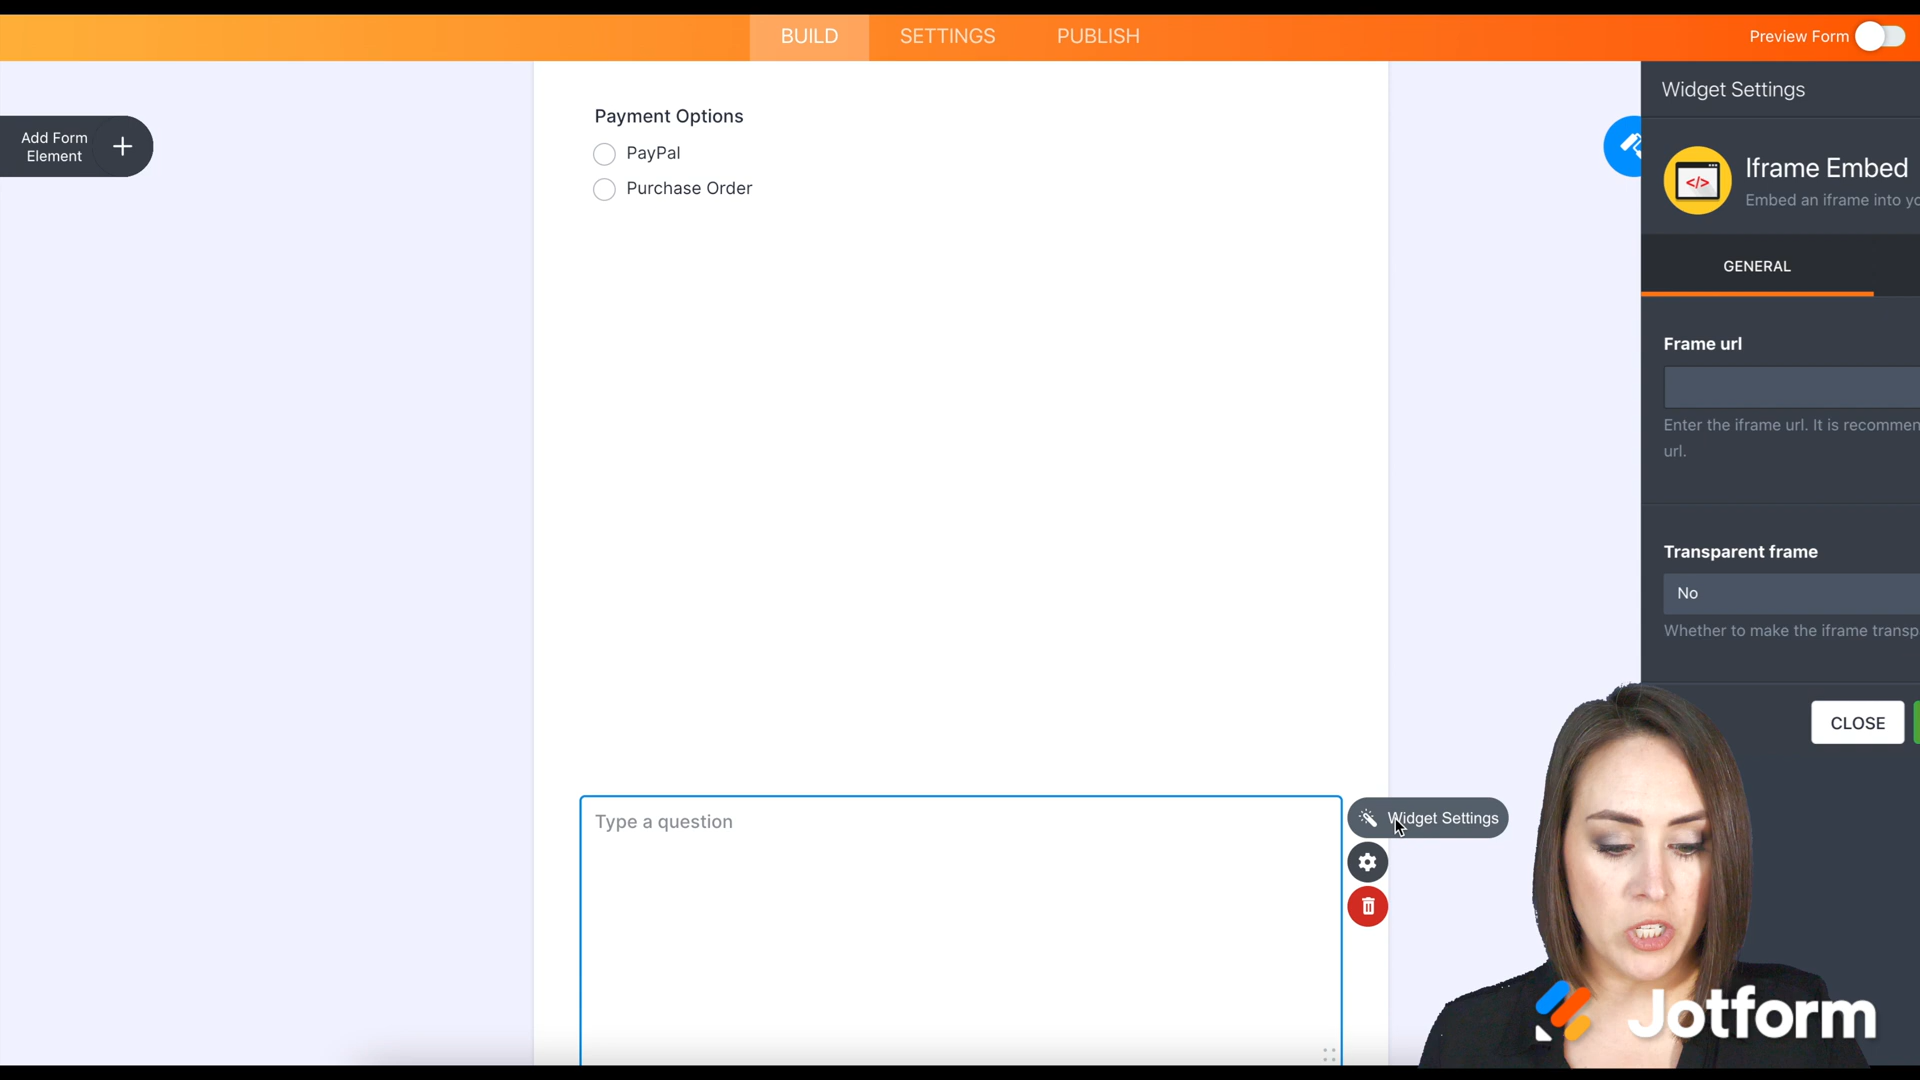 BUILD
SETTINGS
PUBLISH
Preview Form
Add Form
Element
Payment Options
PayPal
Purchase Order
Widget Settings
Iframe Embed
Embed an iframe into yo
</>
GENERAL
Frame url
Enter the iframe url. It is recommen
url.
Transparent frame
No
Whether to make the iframe transp
CLOSE
Type a question
Widget Settings
Jotform